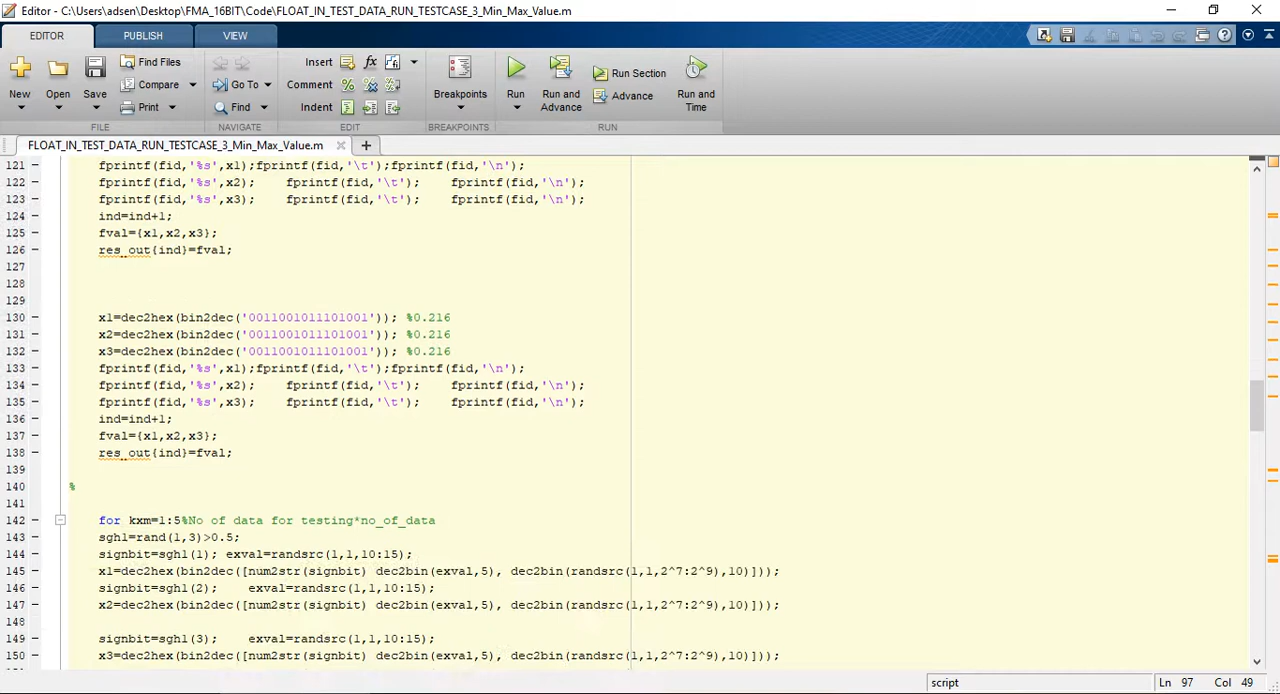 Editor - C:\Users\adsen\Desktop\FMA_16BIT\Code\FLOAT_IN_TEST_DATA_RUN_TESTCASE_3_Min_Max_Value.m
EDITOR PUBLISH VIEW
New Open Save Find Files Compare Print
Go To Find
Insert fx
Comment % %
Indent
Breakpoints
Run Run and Advance Run Section Advance Run and Time
FILE NAVIGATE EDIT BREAKPOINTS RUN
FLOAT_IN_TEST_DATA_RUN_TESTCASE_3_Min_Max_Value.m
121 fprintf(fid,'%s',x1);fprintf(fid,'\t');fprintf(fid,'\n');
122 fprintf(fid,'%s',x2); fprintf(fid,'\t'); fprintf(fid,'\n');
123 fprintf(fid,'%s',x3); fprintf(fid,'\t'); fprintf(fid,'\n');
124 ind=ind+1;
125 fval={x1,x2,x3};
126 res_out{ind}=fval;
127
128
129
130 x1=dec2hex(bin2dec('0011001011101001')); %0.216
131 x2=dec2hex(bin2dec('0011001011101001')); %0.216
132 x3=dec2hex(bin2dec('0011001011101001')); %0.216
133 fprintf(fid,'%s',x1);fprintf(fid,'\t');fprintf(fid,'\n');
134 fprintf(fid,'%s',x2); fprintf(fid,'\t'); fprintf(fid,'\n');
135 fprintf(fid,'%s',x3); fprintf(fid,'\t'); fprintf(fid,'\n');
136 ind=ind+1;
137 fval={x1,x2,x3};
138 res_out{ind}=fval;
139
140 %
141
142 for kxm=1:5%No of data for testing*no_of_data
143 sgh1=rand(1,3)>0.5;
144 signbit=sgh1(1); exval=randsrc(1,1,10:15);
145 x1=dec2hex(bin2dec([num2str(signbit) dec2bin(exval,5), dec2bin(randsrc(1,1,2^7:2^9),10)]));
146 signbit=sgh1(2); exval=randsrc(1,1,10:15);
147 x2=dec2hex(bin2dec([num2str(signbit) dec2bin(exval,5), dec2bin(randsrc(1,1,2^7:2^9),10)]));
148
149 signbit=sgh1(3); exval=randsrc(1,1,10:15);
150 x3=dec2hex(bin2dec([num2str(signbit) dec2bin(exval,5), dec2bin(randsrc(1,1,2^7:2^9),10)]));
script Ln 97 Col 49